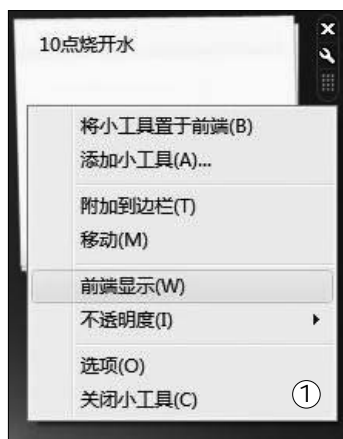 10点烧开水
将小工具置于前端(B)
添加小工具(A)...
附加到边栏(T)
移动(M)
前端显示(W)
不透明度(I)
选项(O)
关闭小工具(C)
①